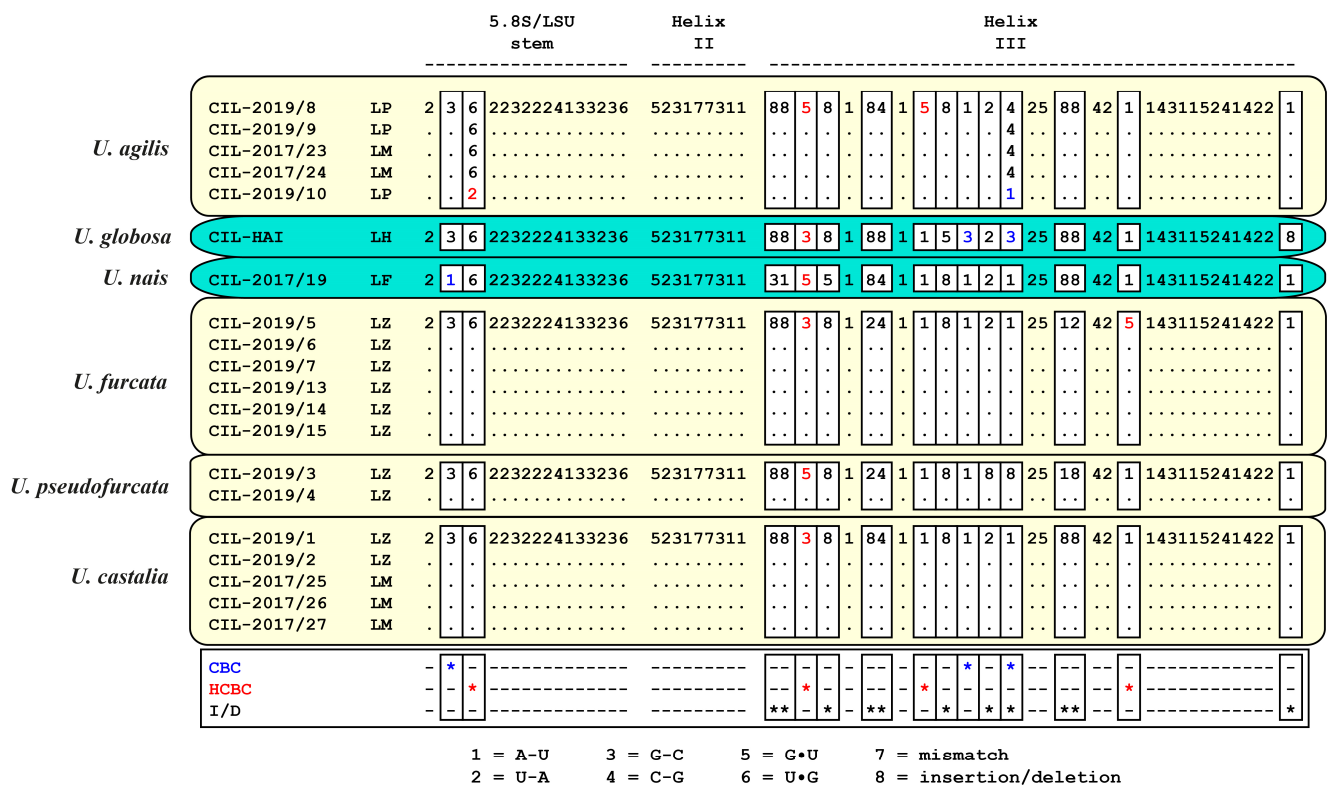 5.8S/LSU Helix Helix
stem II III
------------------- --------- -------------------------------------------------
CIL-2019/8 LP 2 3 6 2232224133236 523177311 88 5 8 1 84 1 5 8 1 2 4 25 88 42 1 143115241422 1
CIL-2019/9 LP . . 6 ............. ......... .. . . . .. . . . . . 4 .. .. .. . ............ .
U. agilis CIL-2017/23 LM . . 6 ............. ......... .. . . . .. . . . . . 4 .. .. .. . ............ .
CIL-2017/24 LM . . 6 ............. ......... .. . . . .. . . . . . 4 .. .. .. . ............ .
CIL-2019/10 LP . . 2 ............. ......... .. . . . .. . . . . . 1 .. .. .. . ............ .
U. globosa CIL-HAI LH 2 3 6 2232224133236 523177311 88 3 8 1 88 1 1 5 3 2 3 25 88 42 1 143115241422 8
U. nais CIL-2017/19 LF 2 1 6 2232224133236 523177311 31 5 5 1 84 1 1 8 1 2 1 25 88 42 1 143115241422 1
CIL-2019/5 LZ 2 3 6 2232224133236 523177311 88 3 8 1 24 1 1 8 1 2 1 25 12 42 5 143115241422 1
CIL-2019/6 LZ . . . ............. ......... .. . . . .. . . . . . . .. .. .. . ............ .
CIL-2019/7 LZ . . . ............. ......... .. . . . .. . . . . . . .. .. .. . ............ .
U. furcata CIL-2019/13 LZ . . . ............. ......... .. . . . .. . . . . . . .. .. .. . ............ .
CIL-2019/14 LZ . . . ............. ......... .. . . . .. . . . . . . .. .. .. . ............ .
CIL-2019/15 LZ . . . ............. ......... .. . . . .. . . . . . . .. .. .. . ............ .
CIL-2019/3 LZ 2 3 6 2232224133236 523177311 88 5 8 1 24 1 1 8 1 8 8 25 18 42 1 143115241422 1
U. pseudofurcata CIL-2019/4 LZ . . . ............. ......... .. . . . .. . . . . . . .. .. .. . ............ .
CIL-2019/1 LZ 2 3 6 2232224133236 523177311 88 3 8 1 84 1 1 8 1 2 1 25 88 42 1 143115241422 1
CIL-2019/2 LZ . . . ............. ......... .. . . . .. . . . . . . .. .. .. . ............ .
U. castalia CIL-2017/25 LM . . . ............. ......... .. . . . .. . . . . . . .. .. .. . ............ .
CIL-2017/26 LM . . . ............. ......... .. . . . .. . . . . . . .. .. .. . ............ .
CIL-2017/27 LM . . . ............. ......... .. . . . .. . . . . . . .. .. .. . ............ .
CBC - * - ------------- --------- -- - - - -- - - - * - * -- -- -- - ------------ -
HCBC - - * ------------- --------- -- * - - -- - * - - - - -- -- -- * ------------ -
I/D - - - ------------- --------- ** - * - ** - - * - * * -- ** -- - ------------ *
1 = A-U 3 = G-C 5 = G•U 7 = mismatch
2 = U-A 4 = C-G 6 = U•G 8 = insertion/deletion